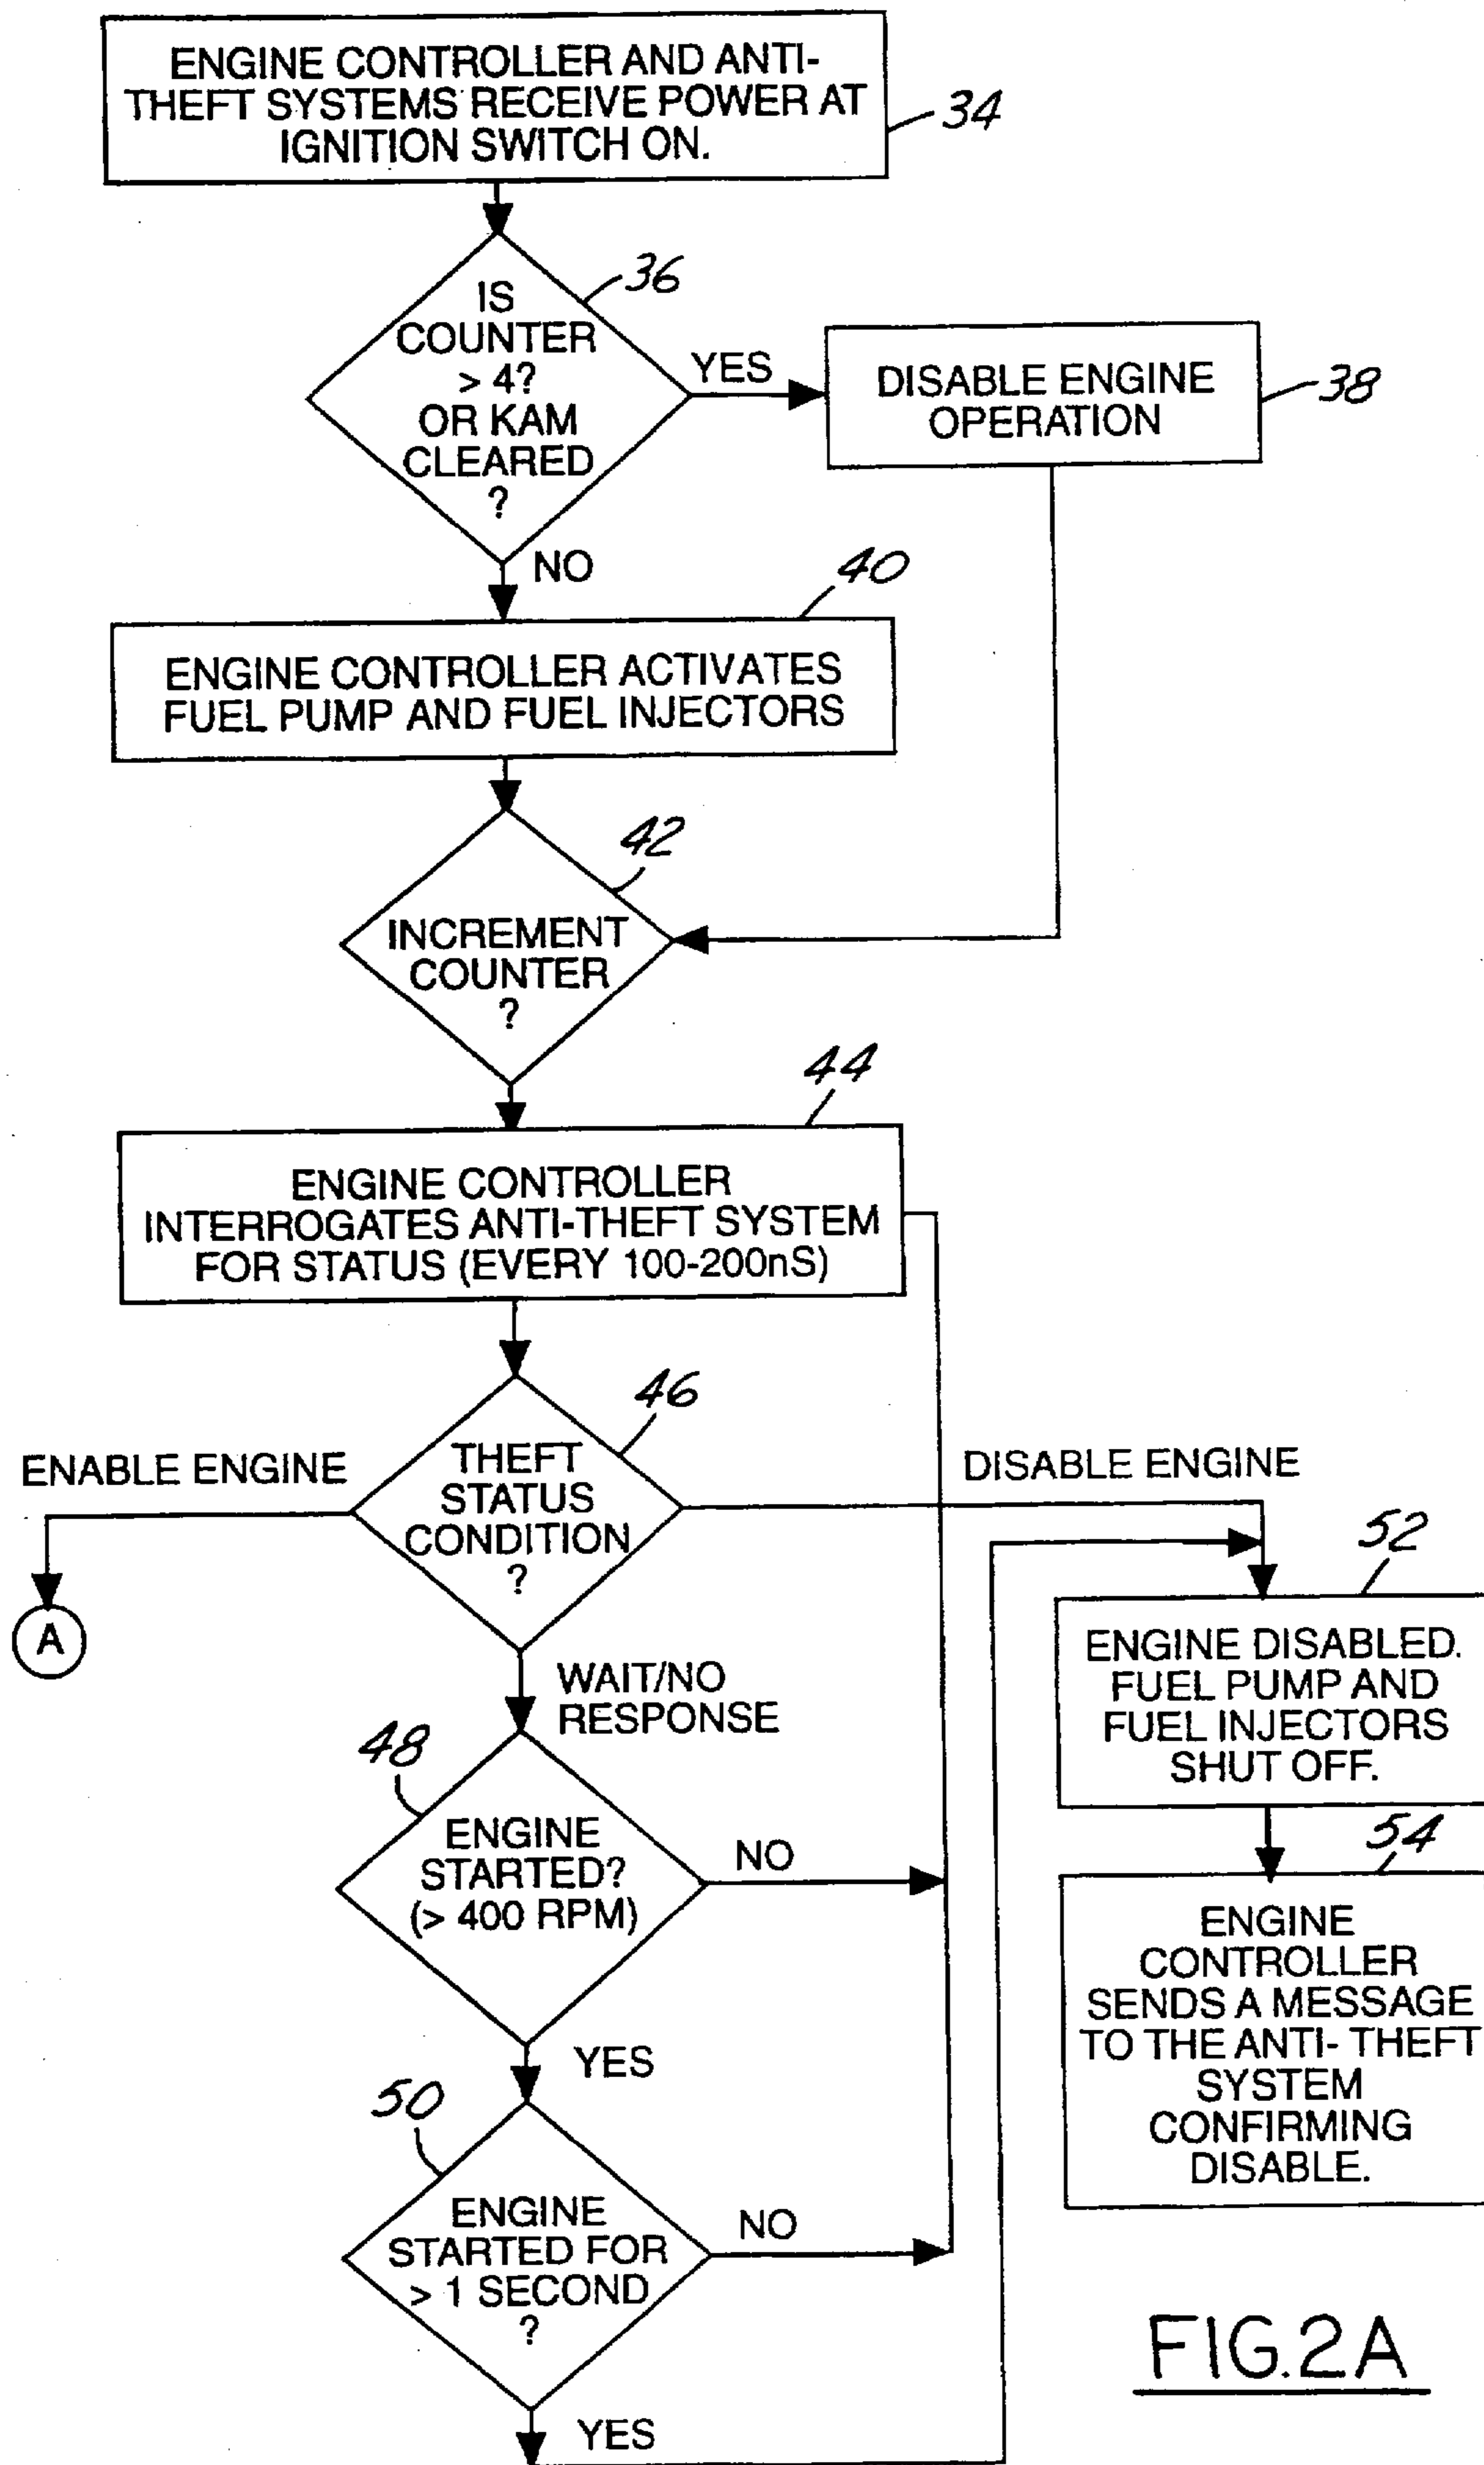 ENGINE CONTROLLER AND ANTI-
THEFT SYSTEMS RECEIVE POWER AT
IGNITION SWITCH ON.
34
36
IS
COUNTER
> 4?
OR KAM
CLEARED
?
YES
DISABLE ENGINE
OPERATION
38
NO
40
ENGINE CONTROLLER ACTIVATES
FUEL PUMP AND FUEL INJECTORS
42
INCREMENT
COUNTER
?
44
ENGINE CONTROLLER
INTERROGATES ANTI-THEFT SYSTEM
FOR STATUS (EVERY 100-200nS)
46
ENABLE ENGINE
THEFT
STATUS
CONDITION
?
DISABLE ENGINE
A
52
ENGINE DISABLED.
FUEL PUMP AND
FUEL INJECTORS
SHUT OFF.
WAIT/NO
RESPONSE
48
ENGINE
STARTED?
(> 400 RPM)
NO
54
ENGINE
CONTROLLER
SENDS A MESSAGE
TO THE ANTI- THEFT
SYSTEM
CONFIRMING
DISABLE.
YES
50
ENGINE
STARTED FOR
> 1 SECOND
?
NO
YES
FIG.2A